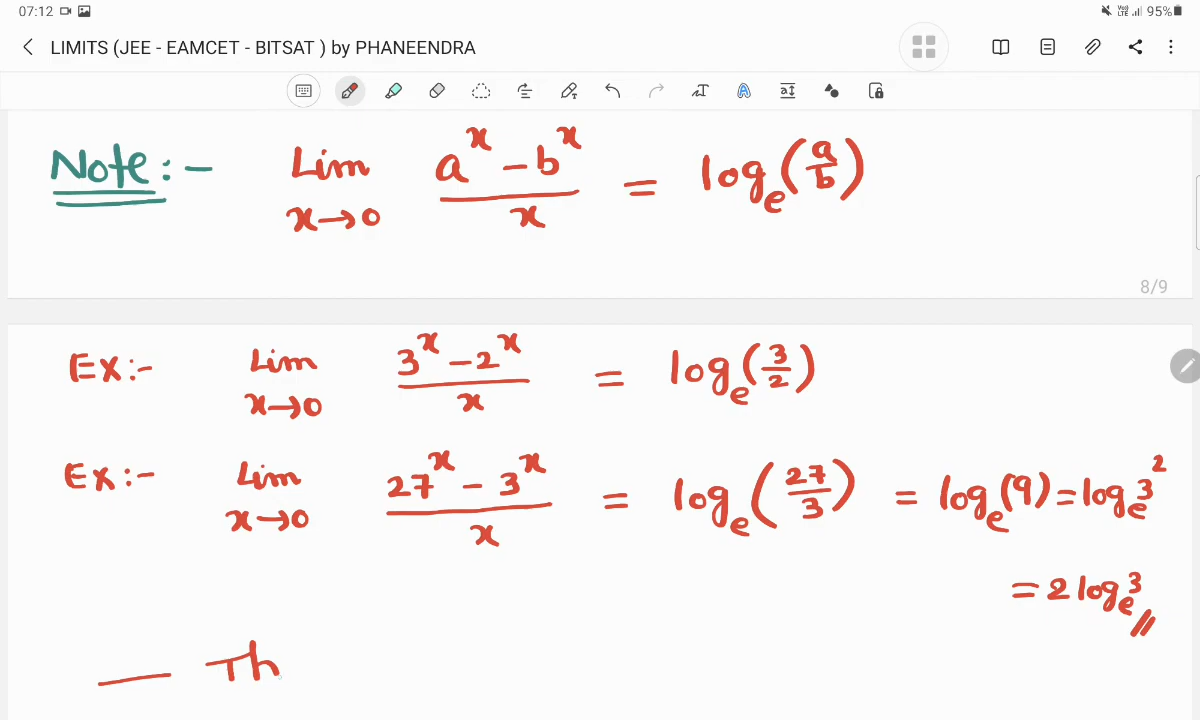 07:12 95%
LIMITS (JEE - EAMCET - BITSAT ) by PHANEENDRA
Note :- Lim x→0 (a^x - b^x)/x = log_e(a/b)
8/9
Ex:- Lim x→0 (3^x - 2^x)/x = log_e(3/2)
Ex:- Lim x→0 (27^x - 3^x)/x = log_e(27/3) = log_e(9) = log_e 3^2
= 2 log_e 3 //
— Th